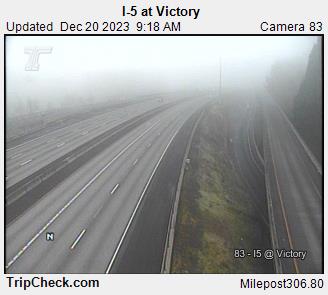 I-5 at Victory
Updated Dec 20 2023 9:18 AM Camera 83
N
83 - I5 @ Victory
TripCheck.com Milepost306.80